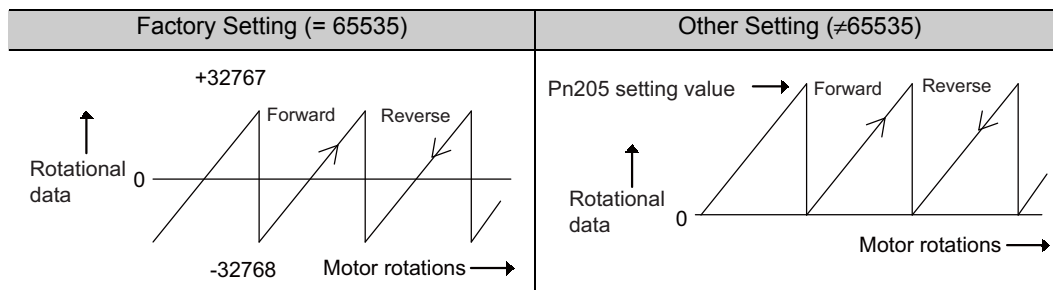 Factory Setting (= 65535)
Other Setting (≠65535)
+32767
Forward
Reverse
Rotational
data
0
-32768
Motor rotations
Pn205 setting value
Forward
Reverse
Rotational
data
0
Motor rotations